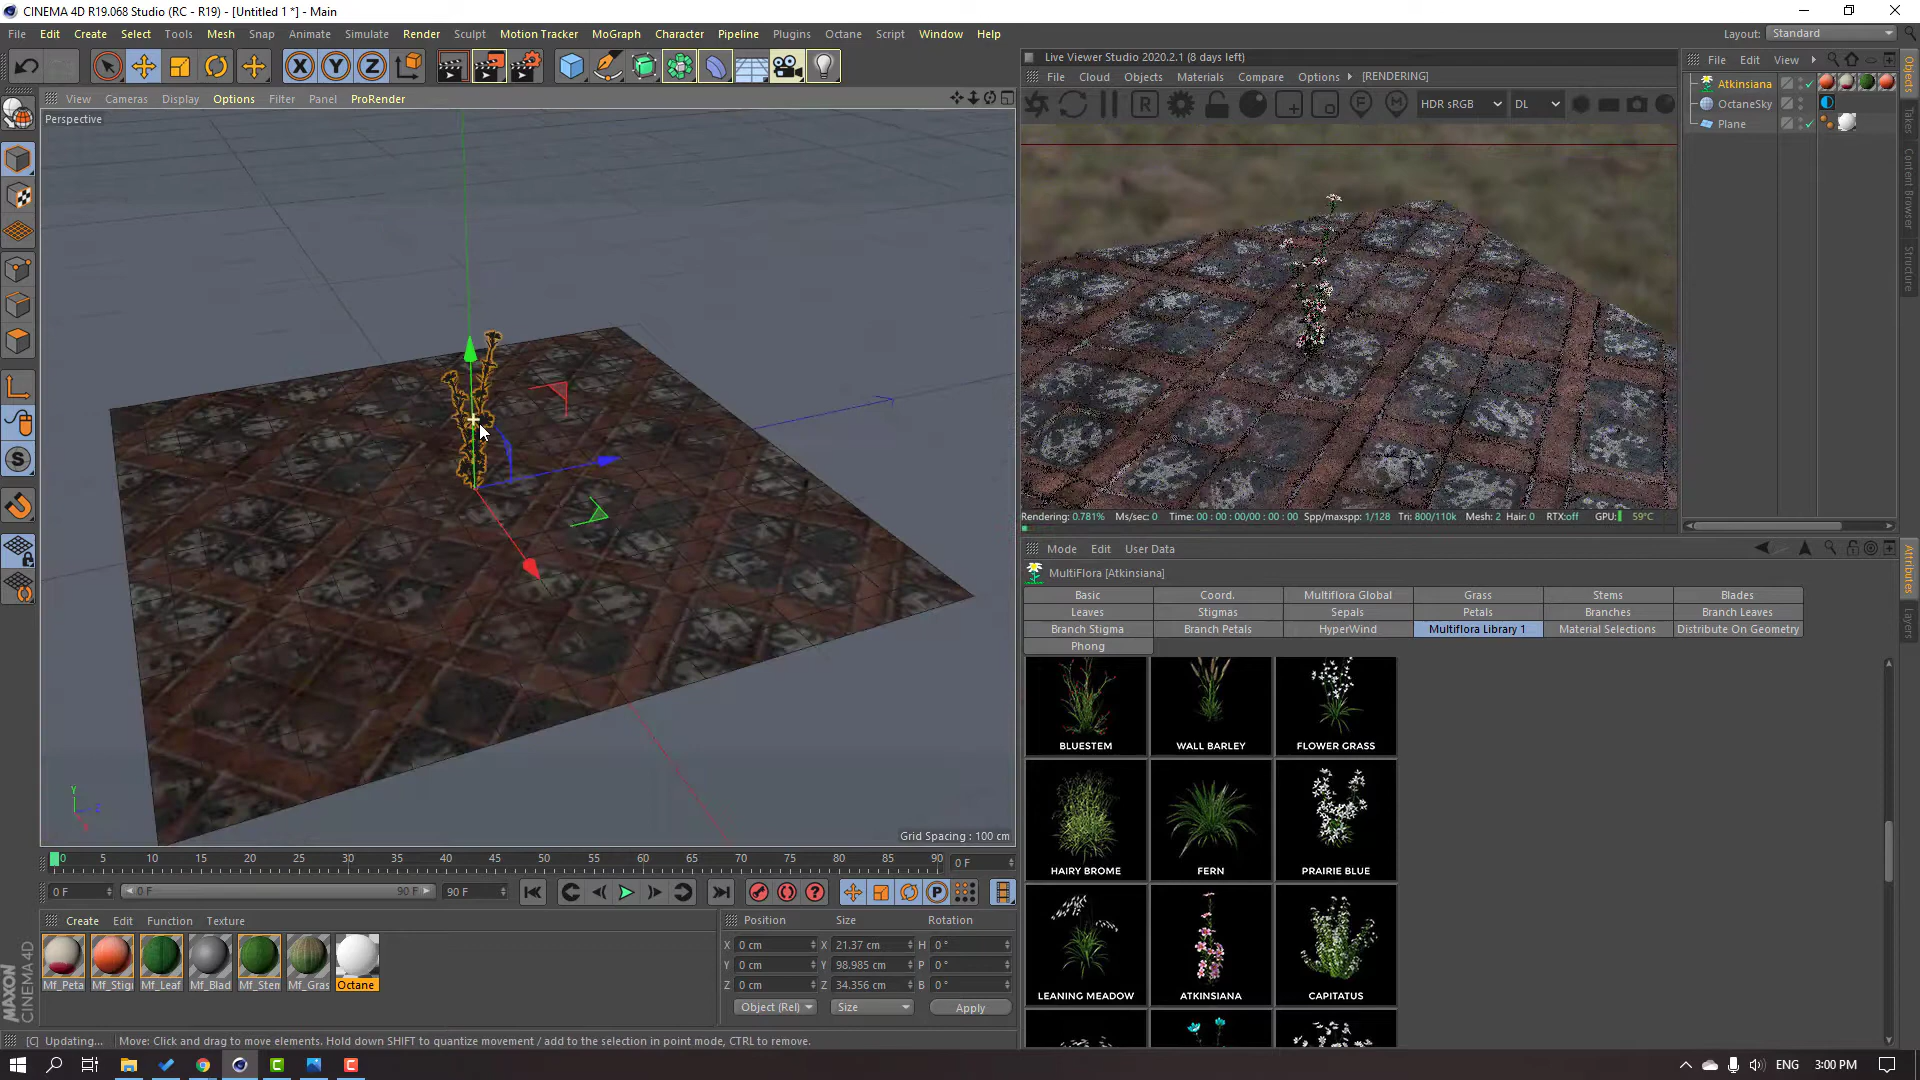 CINEMA 4D R19.068 Studio (RC - R19) - [Untitled 1 *] - Main
File Edit Create Select Tools Mesh Snap Animate Simulate Render Sculpt Motion Tracker MoGraph Character Pipeline Plugins Octane Script Window Help
Layout: Standard
X Y Z
View Cameras Display Options Filter Panel ProRender
Perspective
Live Viewer Studio 2020.2.1 (8 days left)
File Cloud Objects Materials Compare Options [RENDERING]
R F M HDR sRGB DL
Rendering: 0.781% Ms/sec: 0 Time: 00 : 00 : 00/00 : 00 : 00 Spp/maxspp: 1/128 Tri: 800/110k Mesh: 2 Hair: 0 RTX:off GPU: 59°C
File Edit View
Atkinsiana
OctaneSky
Plane
Objects
Takes
Content Browser
Structure
Mode Edit User Data
MultiFlora [Atkinsiana]
Basic Coord. Multiflora Global Grass Stems Blades
Leaves Stigmas Sepals Petals Branches Branch Leaves
Branch Stigma Branch Petals HyperWind Multiflora Library 1 Material Selections Distribute On Geometry
Phong
BLUESTEM WALL BARLEY FLOWER GRASS
HAIRY BROME FERN PRAIRIE BLUE
LEANING MEADOW ATKINSIANA CAPITATUS
Attributes
Layers
S
Y
Z
Grid Spacing : 100 cm
0 5 10 15 20 25 30 35 40 45 50 55 60 65 70 75 80 85 90 0 F
0 F 0 F 90 F 90 F P
Create Edit Function Texture
Mf_Peta Mf_Stigr Mf_Leaf Mf_Blad Mf_Sten Mf_Gras Octane
Position Size Rotation
X 0 cm X 21.37 cm H 0 °
Y 0 cm Y 98.985 cm P 0 °
Z 0 cm Z 34.356 cm B 0 °
Object (Rel) Size Apply
MAXON CINEMA 4D
Updating... Move: Click and drag to move elements. Hold down SHIFT to quantize movement / add to the selection in point mode, CTRL to remove.
ENG 3:00 PM